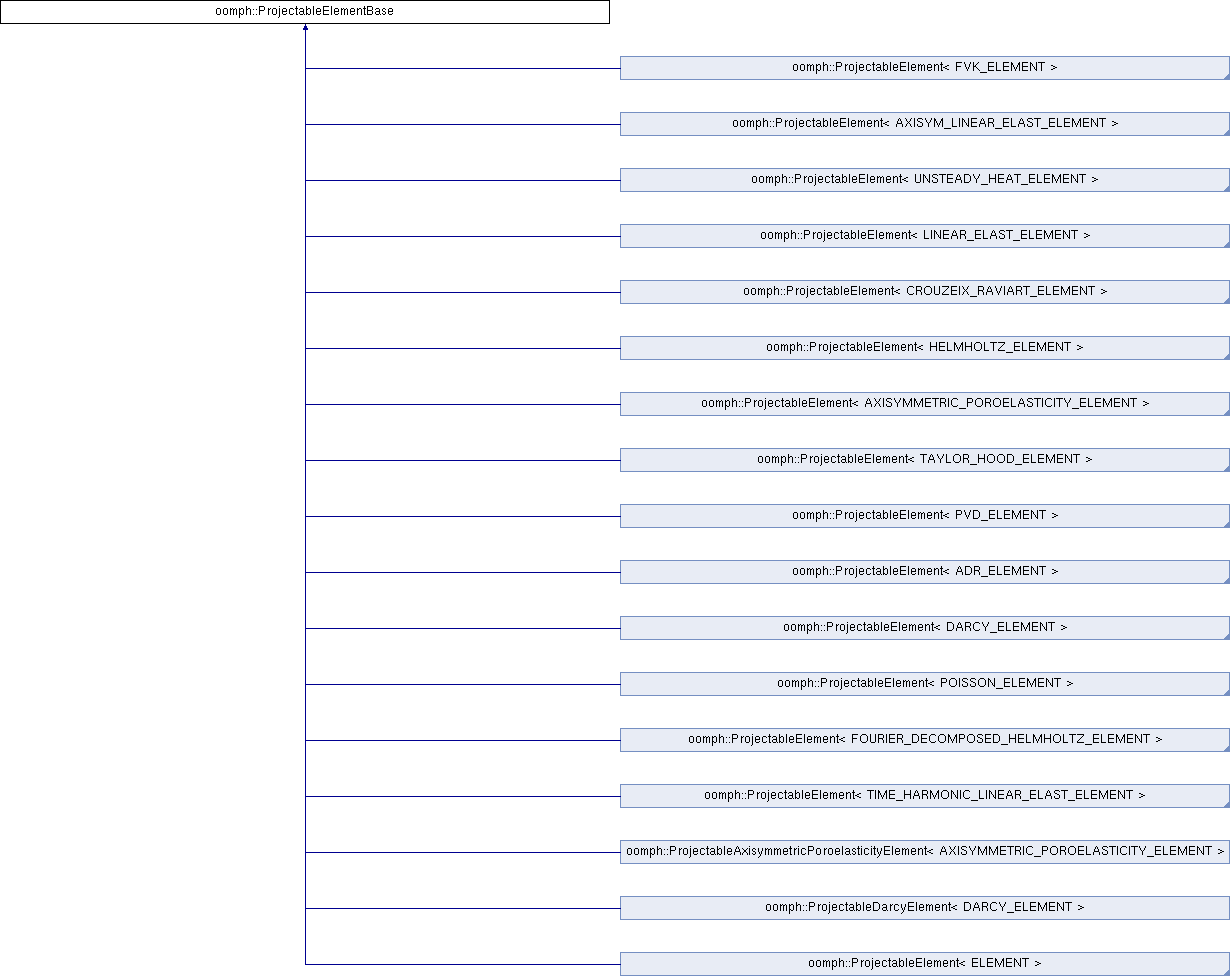 oomph::ProjectableElementBase
oomph::ProjectableElement< FVK_ELEMENT >
oomph::ProjectableElement< AXISYM_LINEAR_ELAST_ELEMENT >
oomph::ProjectableElement< UNSTEADY_HEAT_ELEMENT >
oomph::ProjectableElement< LINEAR_ELAST_ELEMENT >
oomph::ProjectableElement< CROUZEIX_RAVIART_ELEMENT >
oomph::ProjectableElement< HELMHOLTZ_ELEMENT >
oomph::ProjectableElement< AXISYMMETRIC_POROELASTICITY_ELEMENT >
oomph::ProjectableElement< TAYLOR_HOOD_ELEMENT >
oomph::ProjectableElement< PVD_ELEMENT >
oomph::ProjectableElement< ADR_ELEMENT >
oomph::ProjectableElement< DARCY_ELEMENT >
oomph::ProjectableElement< POISSON_ELEMENT >
oomph::ProjectableElement< FOURIER_DECOMPOSED_HELMHOLTZ_ELEMENT >
oomph::ProjectableElement< TIME_HARMONIC_LINEAR_ELAST_ELEMENT >
oomph::ProjectableAxisymmetricPoroelasticityElement< AXISYMMETRIC_POROELASTICITY_ELEMENT >
oomph::ProjectableDarcyElement< DARCY_ELEMENT >
oomph::ProjectableElement< ELEMENT >